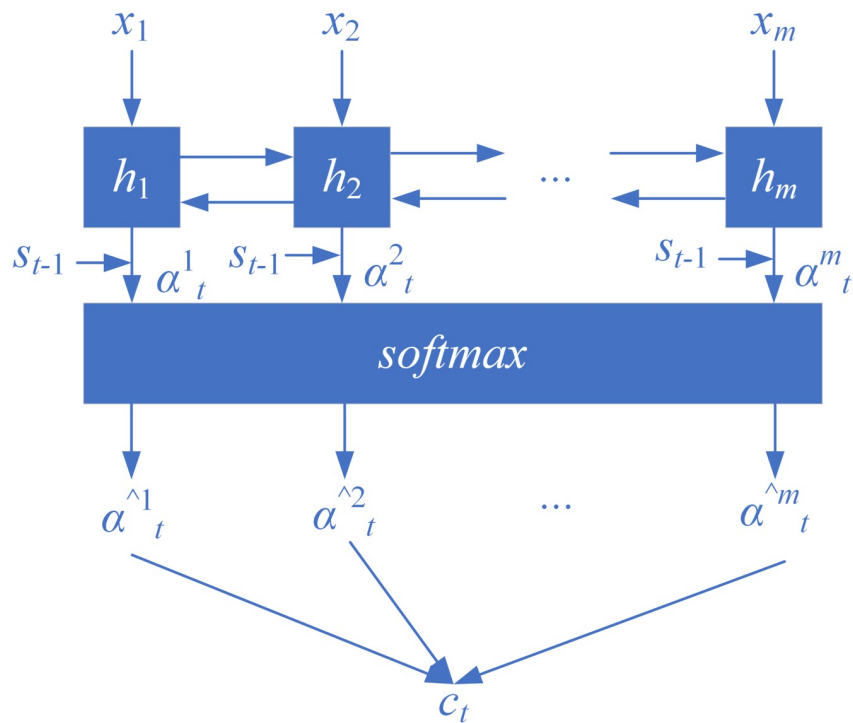 x₁ x₂ xₘ
h₁ h₂ ... hₘ
sₜ₋₁ α¹ₜ sₜ₋₁ α²ₜ sₜ₋₁ αᵐₜ
softmax
α^¹ₜ α^²ₜ ... α^ᵐₜ
cₜ